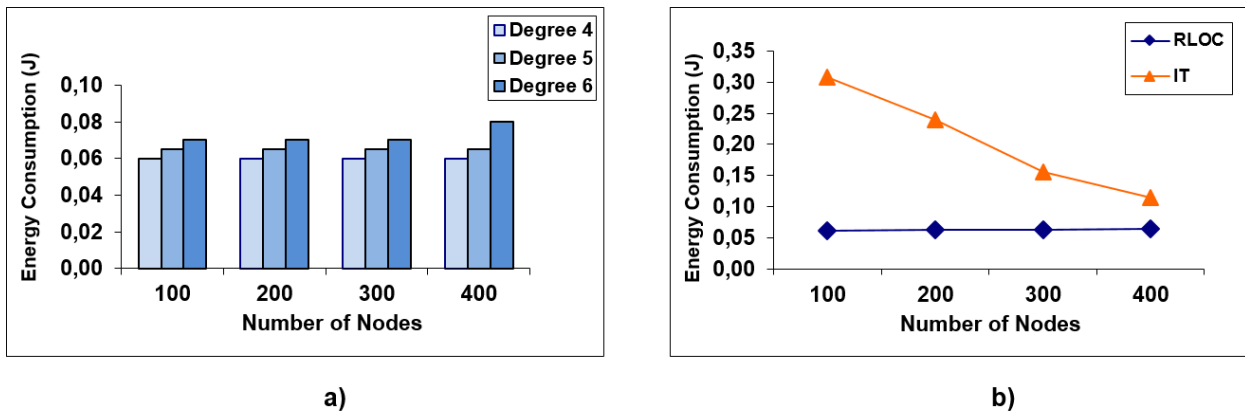 Energy Consumption (J)
0,10
0,08
0,06
0,04
0,02
0,00
Degree 4
Degree 5
Degree 6
100 200 300 400
Number of Nodes
a)
Energy Consumption (J)
0,35
0,30
0,25
0,20
0,15
0,10
0,05
0,00
RLOC
IT
100 200 300 400
Number of Nodes
b)